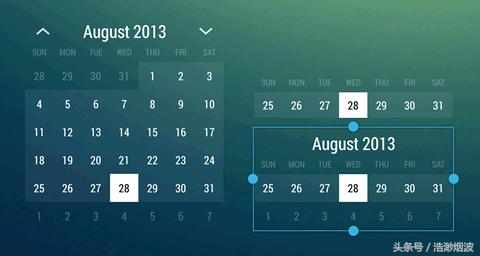 August 2013
SUN MON TUE WED THU FRI SAT
28 29 30 31 1 2 3
4 5 6 7 8 9 10
11 12 13 14 15 16 17
18 19 20 21 22 23 24
25 26 27 28 29 30 31
1 2 3 4 5 6 7
SUN MON TUE WED THU FRI SAT
25 26 27 28 29 30 31
August 2013
SUN MON TUE WED THU FRI SAT
25 26 27 28 29 30 31
1 2 3 4 5 6 7
头条号 / 浩渺烟波